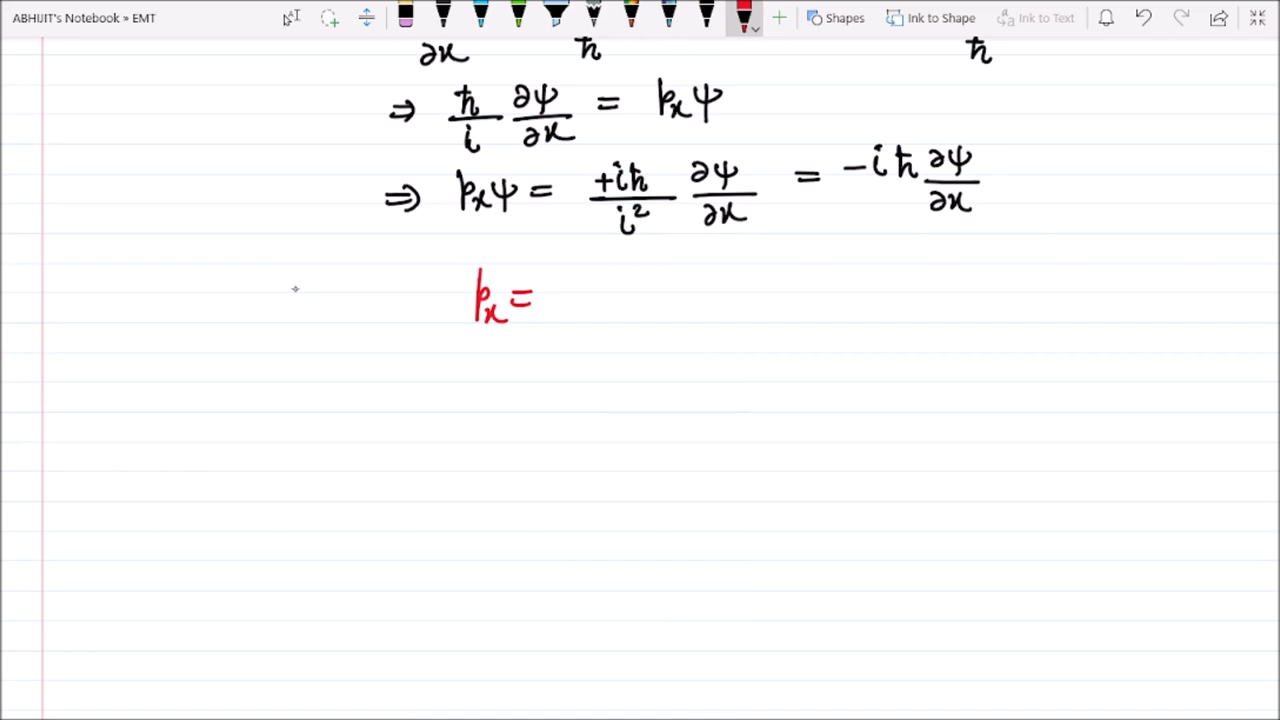 ABHIJIT's Notebook » EMT
Shapes
Ink to Shape
Ink to Text
∂x ħ ħ
⇒ ħ/i ∂ψ/∂x = pₓψ
⇒ pₓψ = +iħ/i² ∂ψ/∂x = -iħ ∂ψ/∂x
pₓ =